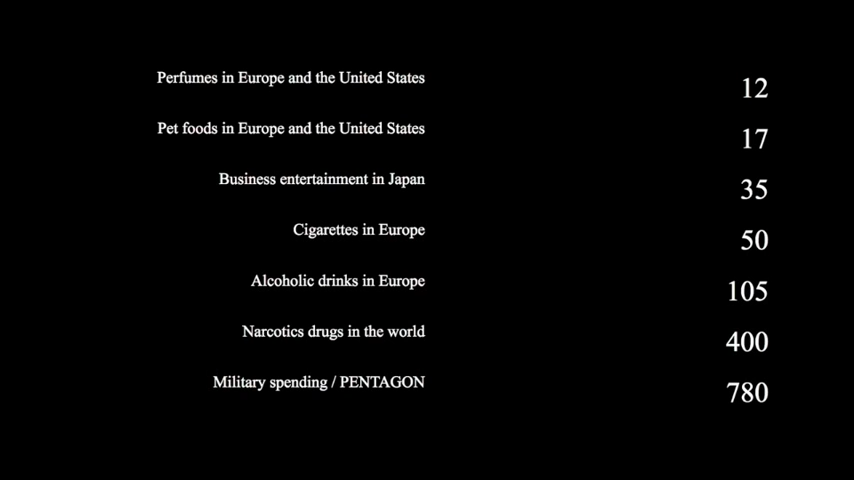 Perfumes in Europe and the United States 12
Pet foods in Europe and the United States 17
Business entertainment in Japan 35
Cigarettes in Europe 50
Alcoholic drinks in Europe 105
Narcotics drugs in the world 400
Military spending / PENTAGON 780